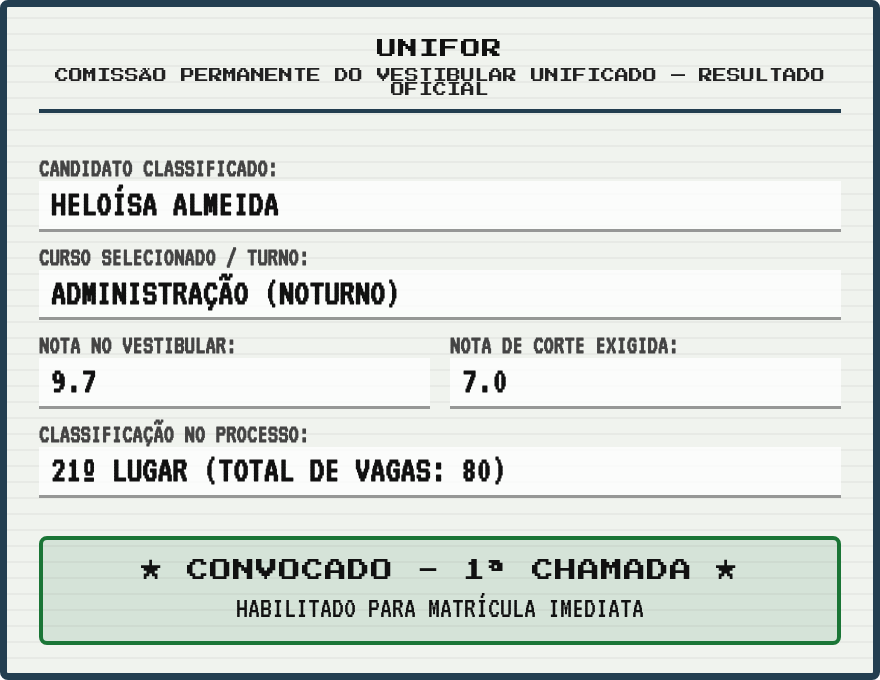 UNIFOR
COMISSÃO PERMANENTE DO VESTIBULAR UNIFICADO — RESULTADO
OFICIAL
CANDIDATO CLASSIFICADO:
HELOÍSA ALMEIDA
CURSO SELECIONADO / TURNO:
ADMINISTRAÇÃO (NOTURNO)
NOTA NO VESTIBULAR:
9.7
NOTA DE CORTE EXIGIDA:
7.0
CLASSIFICAÇÃO NO PROCESSO:
21º LUGAR (TOTAL DE VAGAS: 80)
★ CONVOCADO — 1ª CHAMADA ★
HABILITADO PARA MATRÍCULA IMEDIATA